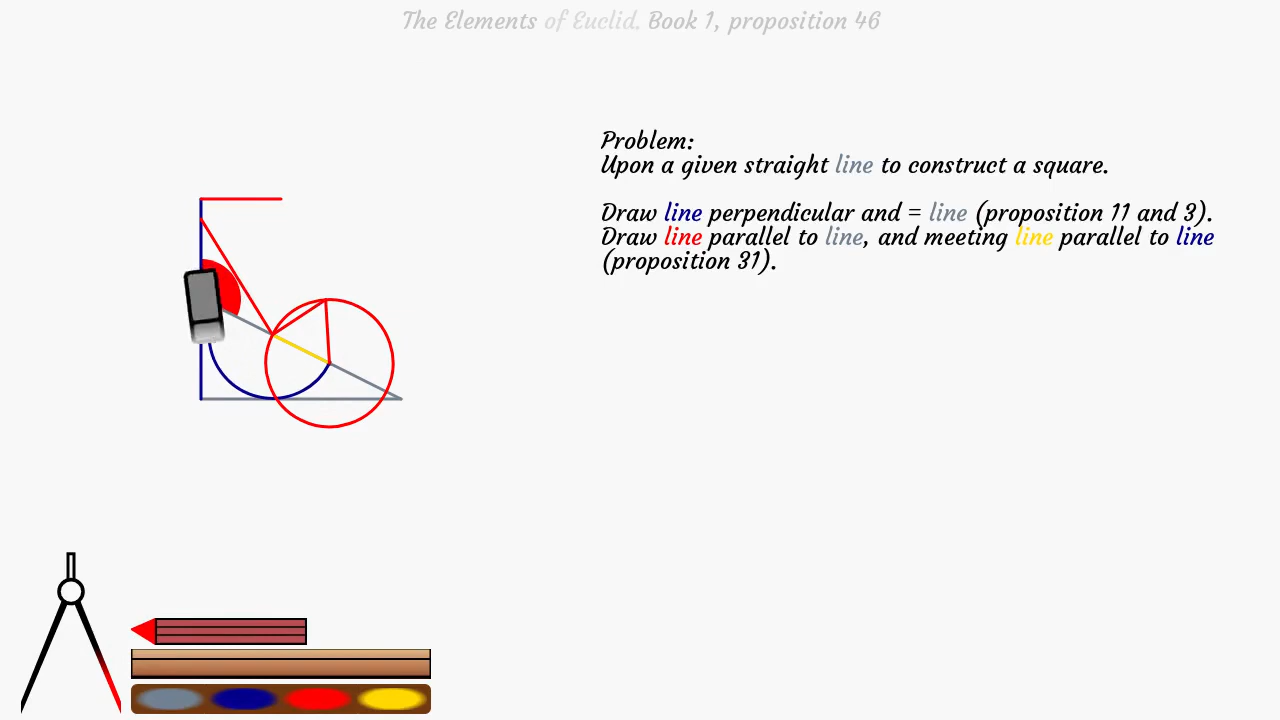 The Elements of Euclid. Book 1, proposition 46
Problem:
Upon a given straight line to construct a square.
Draw line perpendicular and = line (proposition 11 and 3).
Draw line parallel to line, and meeting line parallel to line
(proposition 31).